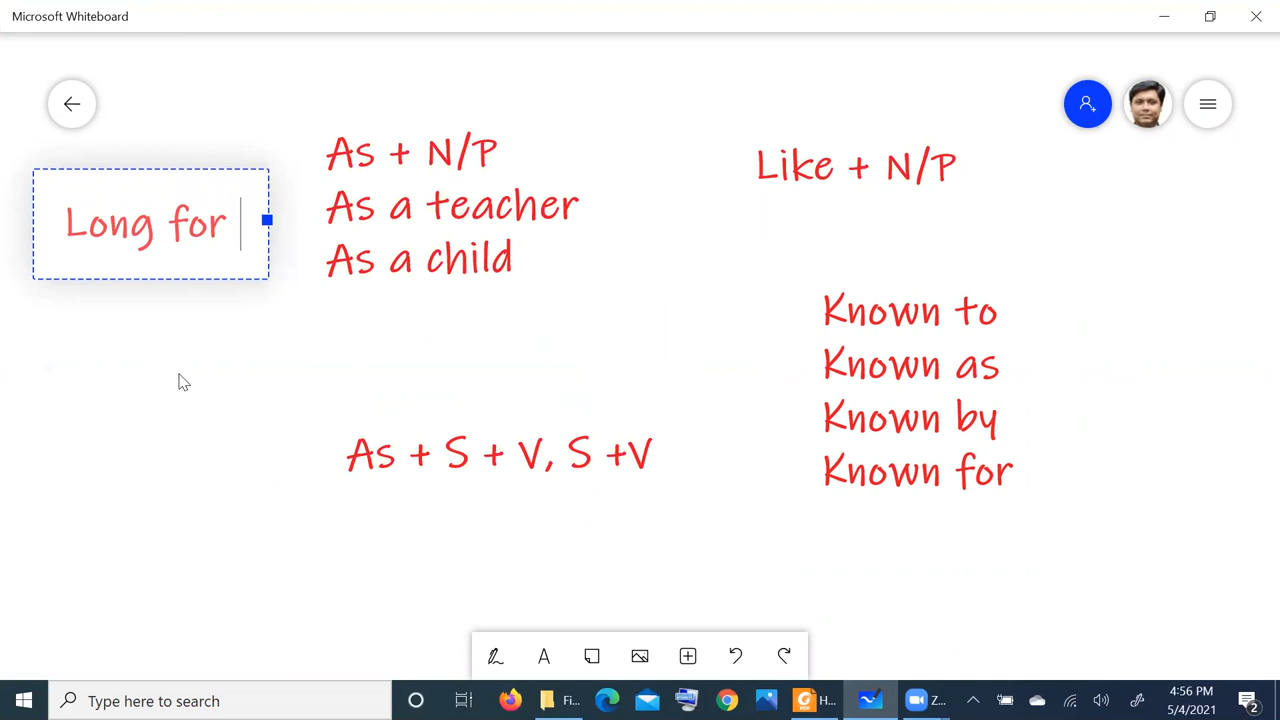 Microsoft Whiteboard
As + N/P
As a teacher
As a child
Long for
Like + N/P
Known to
Known as
Known by
Known for
As + S + V, S +V
A
Type here to search
Fi...
H...
Z...
4:56 PM
5/4/2021
2